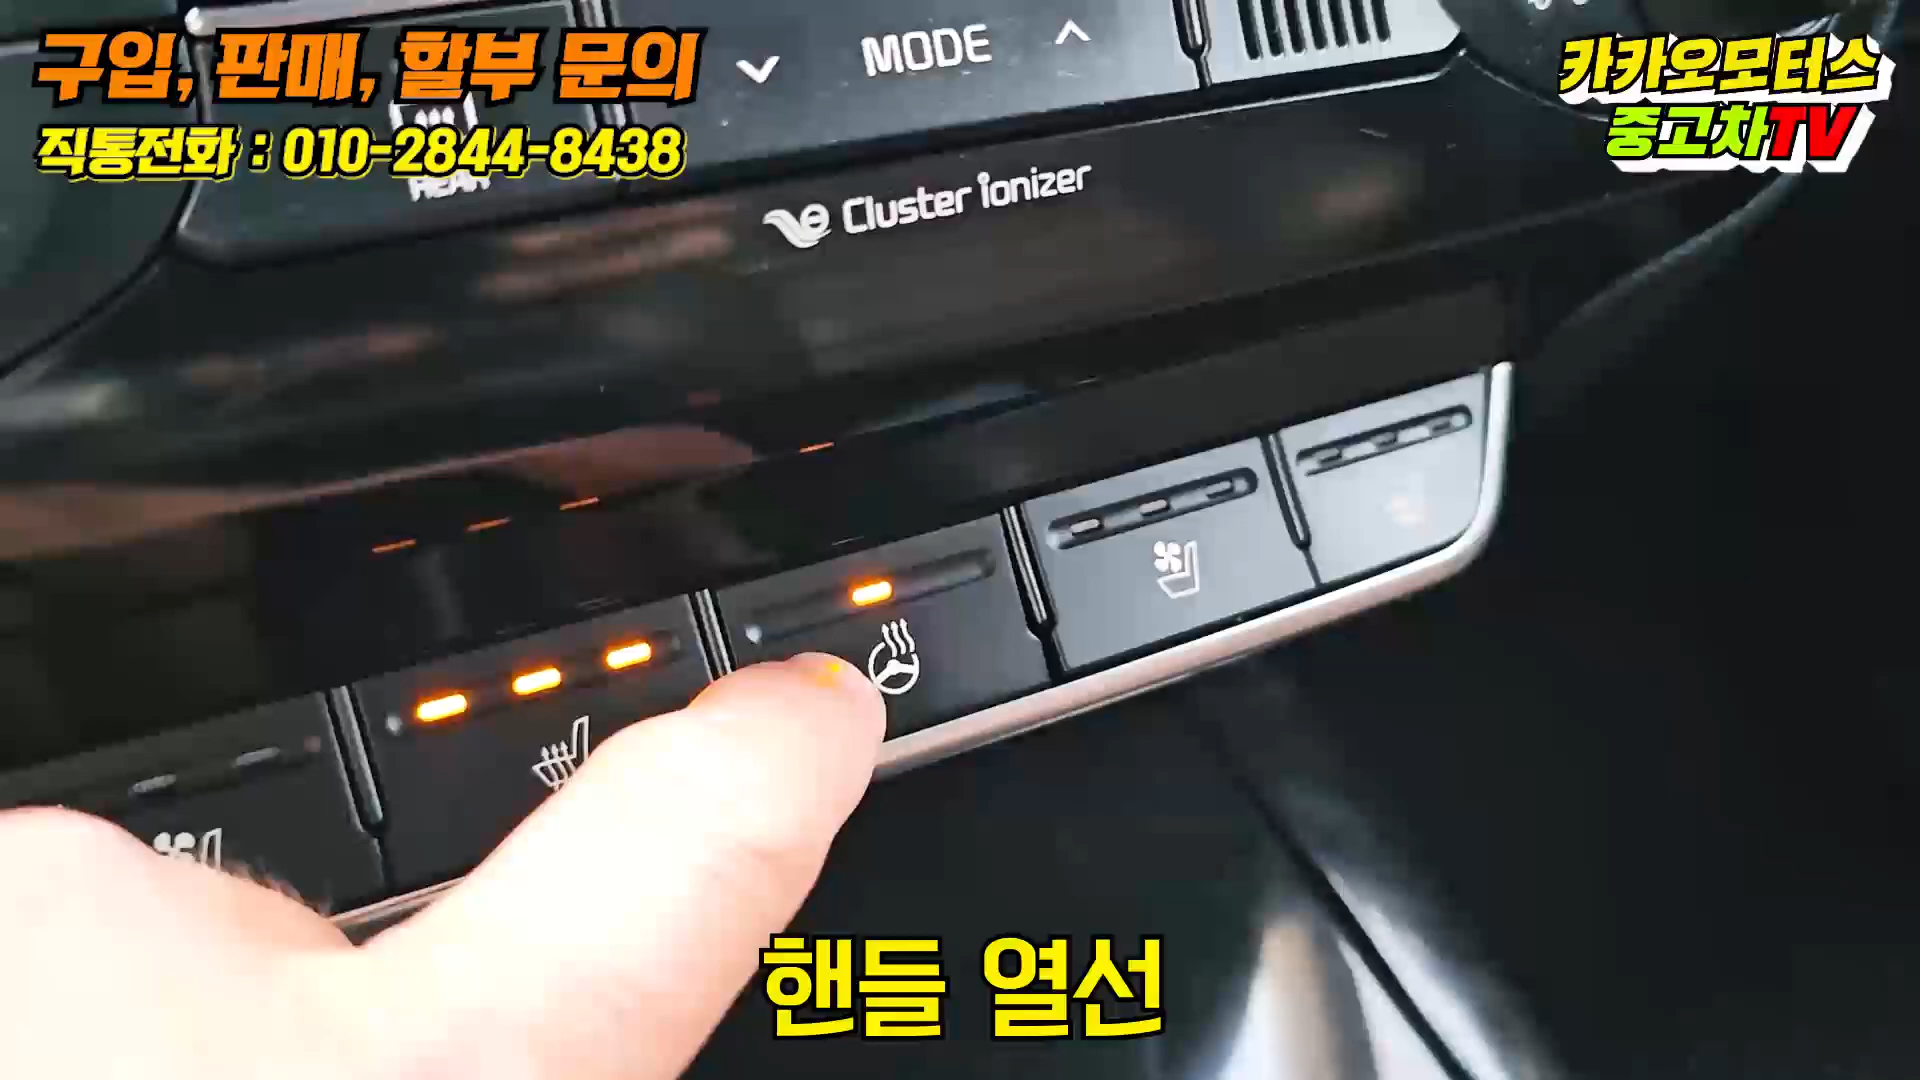 구입, 판매, 할부 문의
직통전화 : 010-2844-8438
카카오모터스
중고차TV
MODE
REAR
Cluster ionizer
핸들 열선